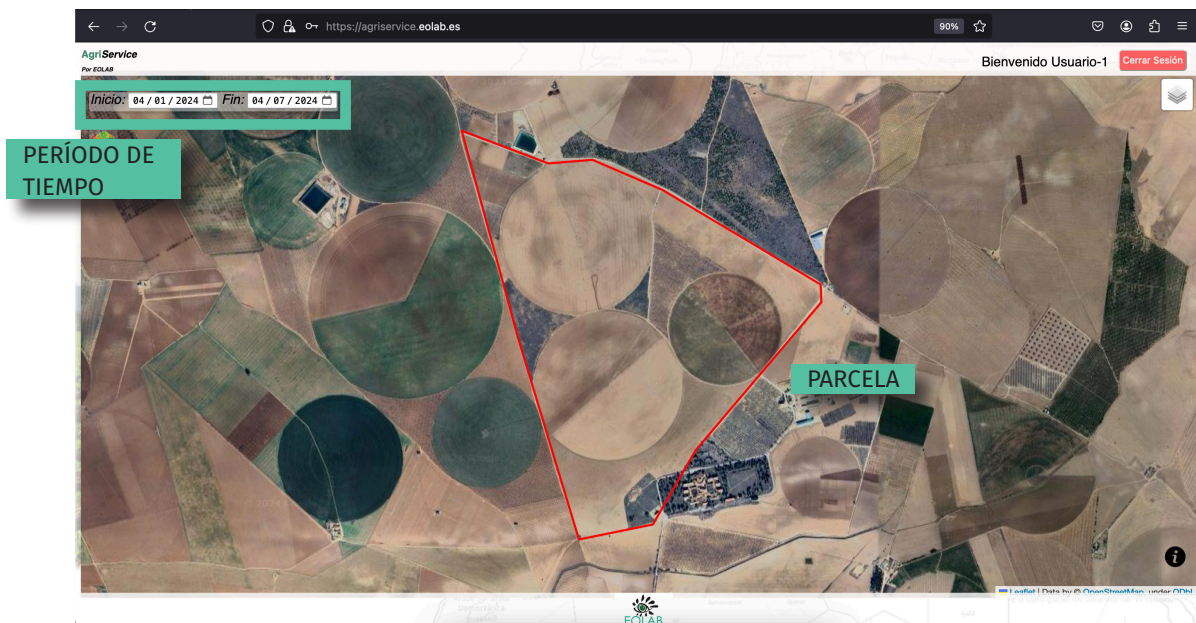 https://agriservice.eolab.es
90%
AgriService
Por EOLAB
Bienvenido Usuario-1
Cerrar Sesión
Inicio: 04/01/2024 Fin: 04/07/2024
PERÍODO DE
TIEMPO
PARCELA
i
Leaflet | Data by © OpenStreetMap, under ODbL
EOLAB